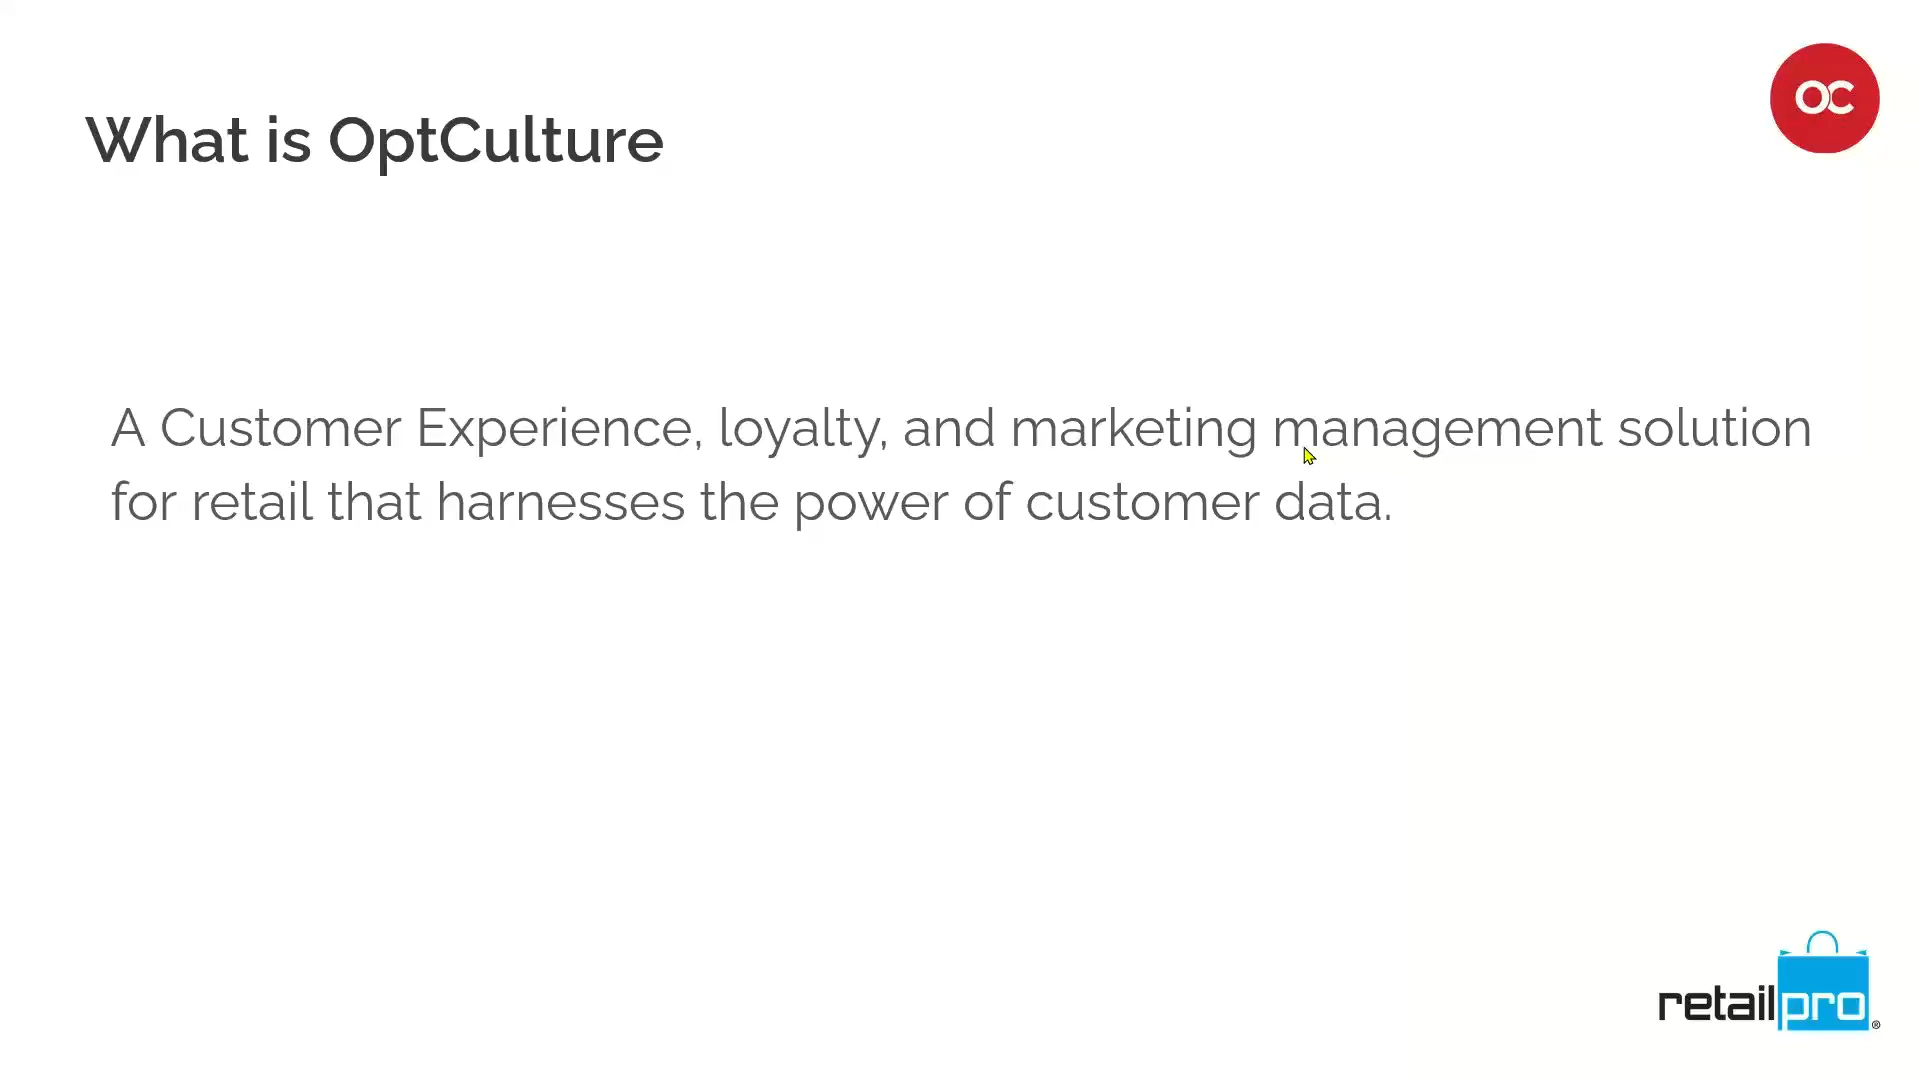 OC
What is OptCulture
A Customer Experience, loyalty, and marketing management solution
for retail that harnesses the power of customer data.
retailpro®